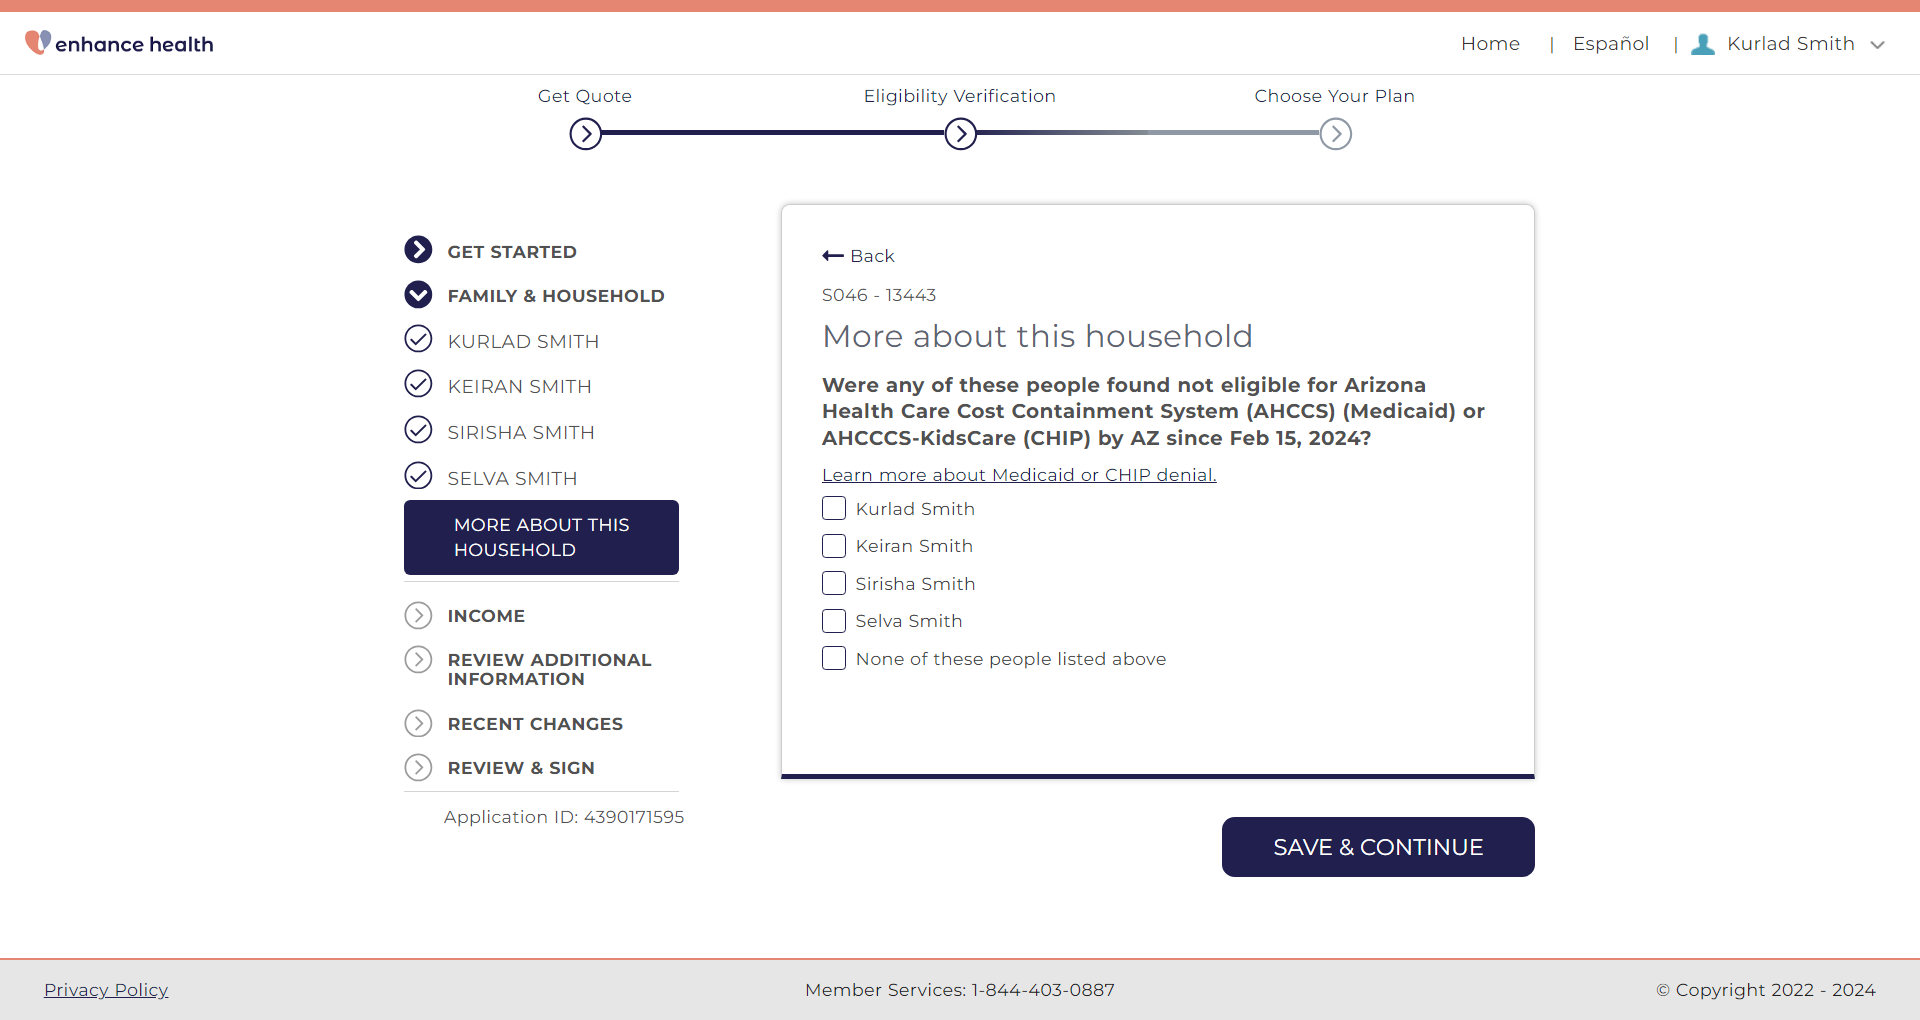 enhance health
Home | Español | Kurlad Smith
Get Quote
Eligibility Verification
Choose Your Plan
GET STARTED
FAMILY & HOUSEHOLD
KURLAD SMITH
KEIRAN SMITH
SIRISHA SMITH
SELVA SMITH
MORE ABOUT THIS
HOUSEHOLD
INCOME
REVIEW ADDITIONAL
INFORMATION
RECENT CHANGES
REVIEW & SIGN
Application ID: 4390171595
Back
S046 - 13443
More about this household
Were any of these people found not eligible for Arizona
Health Care Cost Containment System (AHCCS) (Medicaid) or
AHCCCS-KidsCare (CHIP) by AZ since Feb 15, 2024?
Learn more about Medicaid or CHIP denial.
Kurlad Smith
Keiran Smith
Sirisha Smith
Selva Smith
None of these people listed above
SAVE & CONTINUE
Privacy Policy
Member Services: 1-844-403-0887
© Copyright 2022 - 2024